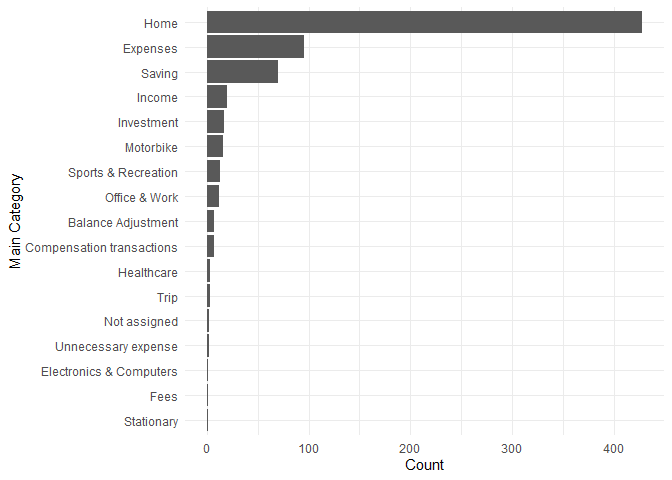 Home
Expenses
Saving
Income
Investment
Motorbike
Sports & Recreation
Office & Work
Balance Adjustment
Compensation transactions
Healthcare
Trip
Not assigned
Unnecessary expense
Electronics & Computers
Fees
Stationary
Main Category
0 100 200 300 400
Count